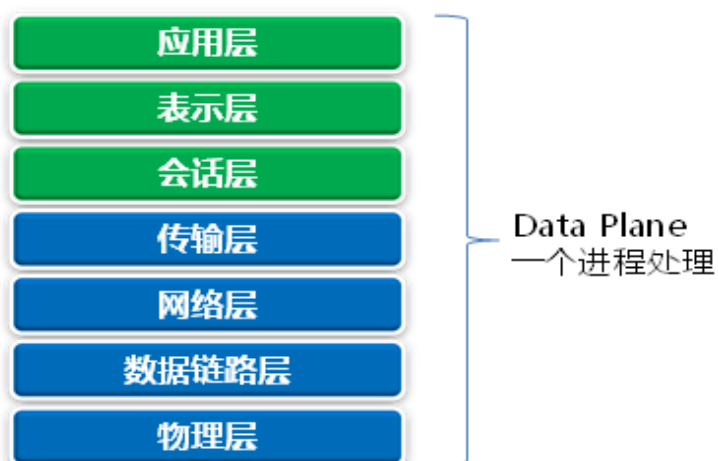 应用层
表示层
会话层
传输层
网络层
数据链路层
物理层
Data Plane
一个进程处理